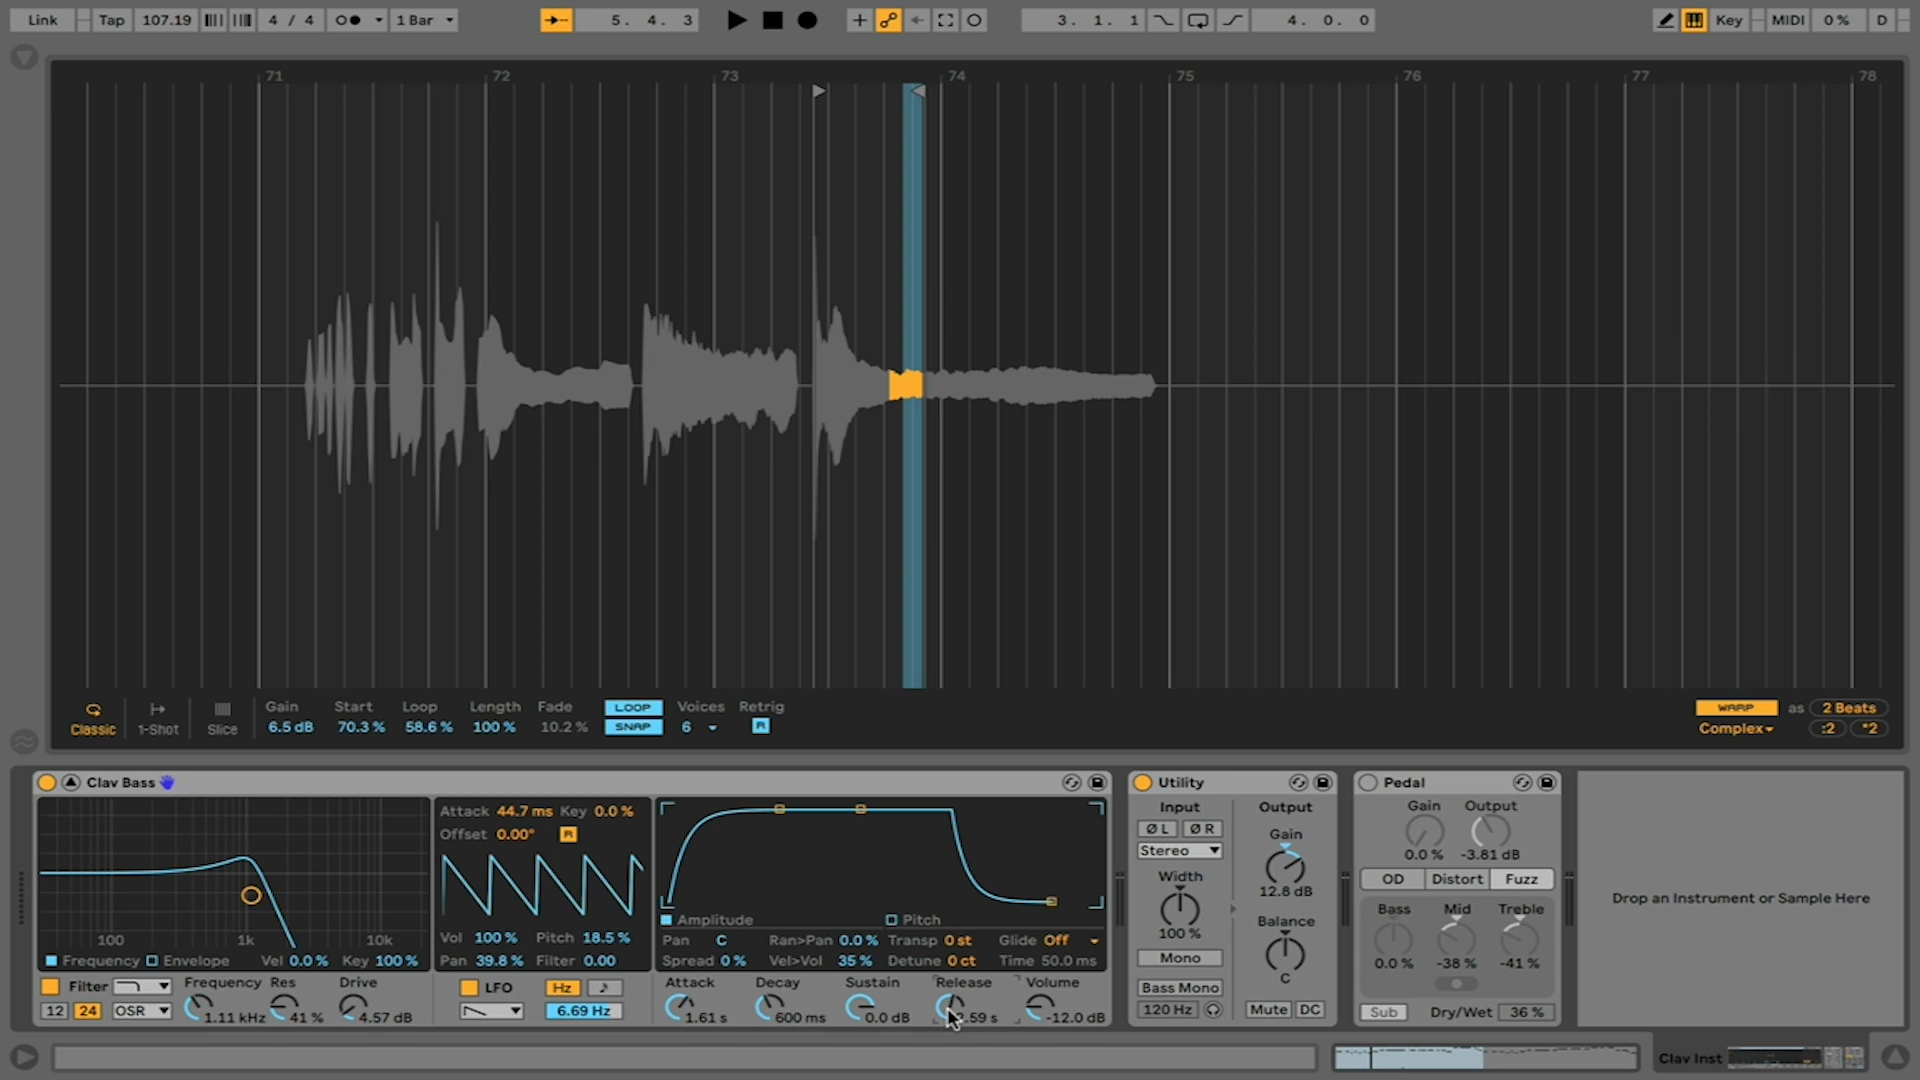 Link Tap 107.19 4 / 4 1 Bar 5. 4. 3 3. 1. 1 4. 0. 0 Key MIDI 0 % D
71 72 73 74 75 76 77 78
Gain Start Loop Length Fade LOOP Voices Retrig WARP as 2 Beats
Classic 1-Shot Slice 6.5 dB 70.3 % 58.6 % 100 % 10.2 % SNAP 6 R Complex :2 *2
Clav Bass Utility Pedal
Attack 44.7 ms Key 0.0 % Input Output Gain Output
Offset 0.00° R Ø L Ø R Gain
Stereo 0.0 % -3.81 dB
Width 12.8 dB OD Distort Fuzz
Drop an Instrument or Sample Here
Amplitude Pitch Balance Bass Mid Treble
100 1k 10k Vol 100 % Pitch 18.5 % Pan C Ran>Pan 0.0 % Transp 0 st Glide Off 100 %
Frequency Envelope Vel 0.0 % Key 100 % Pan 39.8 % Filter 0.00 Spread 0 % Vel>Vol 35 % Detune 0 ct Time 50.0 ms Mono C 0.0 % -38 % -41 %
Filter Frequency Res Drive LFO Hz Attack Decay Sustain Release Volume Bass Mono
12 24 OSR 1.11 kHz 41 % 4.57 dB 6.69 Hz 1.61 s 600 ms 0.0 dB .59 s -12.0 dB 120 Hz Mute DC Sub Dry/Wet 36 %
Clav Inst